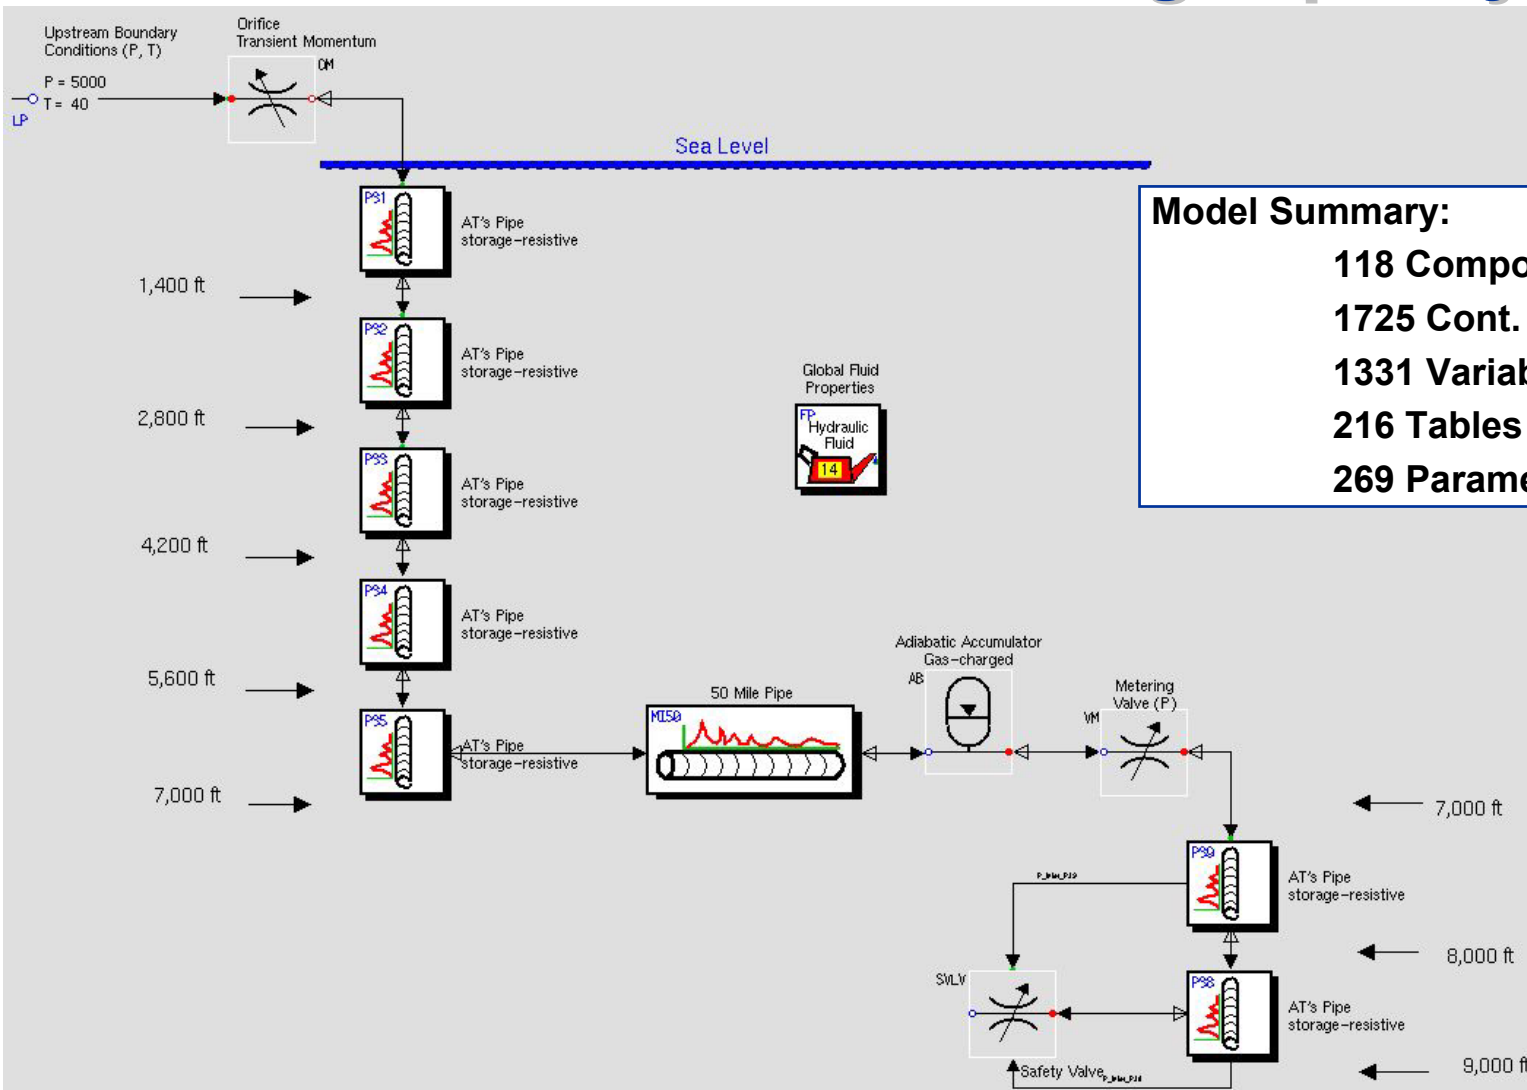 Upstream Boundary
Conditions (P, T)
P = 5000
T = 40
LP
Orifice
Transient Momentum
OM
Sea Level
PS1
AT's Pipe
storage-resistive
1,400 ft
PS2
AT's Pipe
storage-resistive
2,800 ft
PS3
AT's Pipe
storage-resistive
4,200 ft
PS4
AT's Pipe
storage-resistive
5,600 ft
PS5
AT's Pipe
storage-resistive
7,000 ft
Global Fluid
Properties
FP
Hydraulic
Fluid
14
Model Summary:
118 Compo
1725 Cont.
1331 Variab
216 Tables
269 Parame
50 Mile Pipe
MI50
Adiabatic Accumulator
Gas-charged
AB
Metering
Valve (P)
VM
7,000 ft
PS9
AT's Pipe
storage-resistive
8,000 ft
SVLV
PS8
AT's Pipe
storage-resistive
Safety Valve
9,000 ft